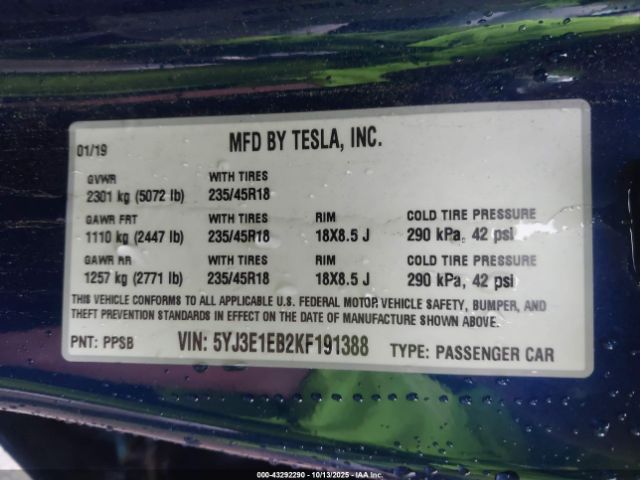 MFD BY TESLA, INC.
01/19
GVWR WITH TIRES
2301 kg (5072 lb) 235/45R18
GAWR FRT WITH TIRES RIM COLD TIRE PRESSURE
1110 kg (2447 lb) 235/45R18 18X8.5 J 290 kPa, 42 psi
GAWR RR WITH TIRES RIM COLD TIRE PRESSURE
1257 kg (2771 lb) 235/45R18 18X8.5 J 290 kPa, 42 psi
THIS VEHICLE CONFORMS TO ALL APPLICABLE U.S. FEDERAL MOTOR VEHICLE SAFETY, BUMPER, AND
THEFT PREVENTION STANDARDS IN EFFECT ON THE DATE OF MANUFACTURE SHOWN ABOVE.
PNT: PPSB VIN: 5YJ3E1EB2KF191388 TYPE: PASSENGER CAR
000-43292290 - 10/13/2025 - IAAI.COM